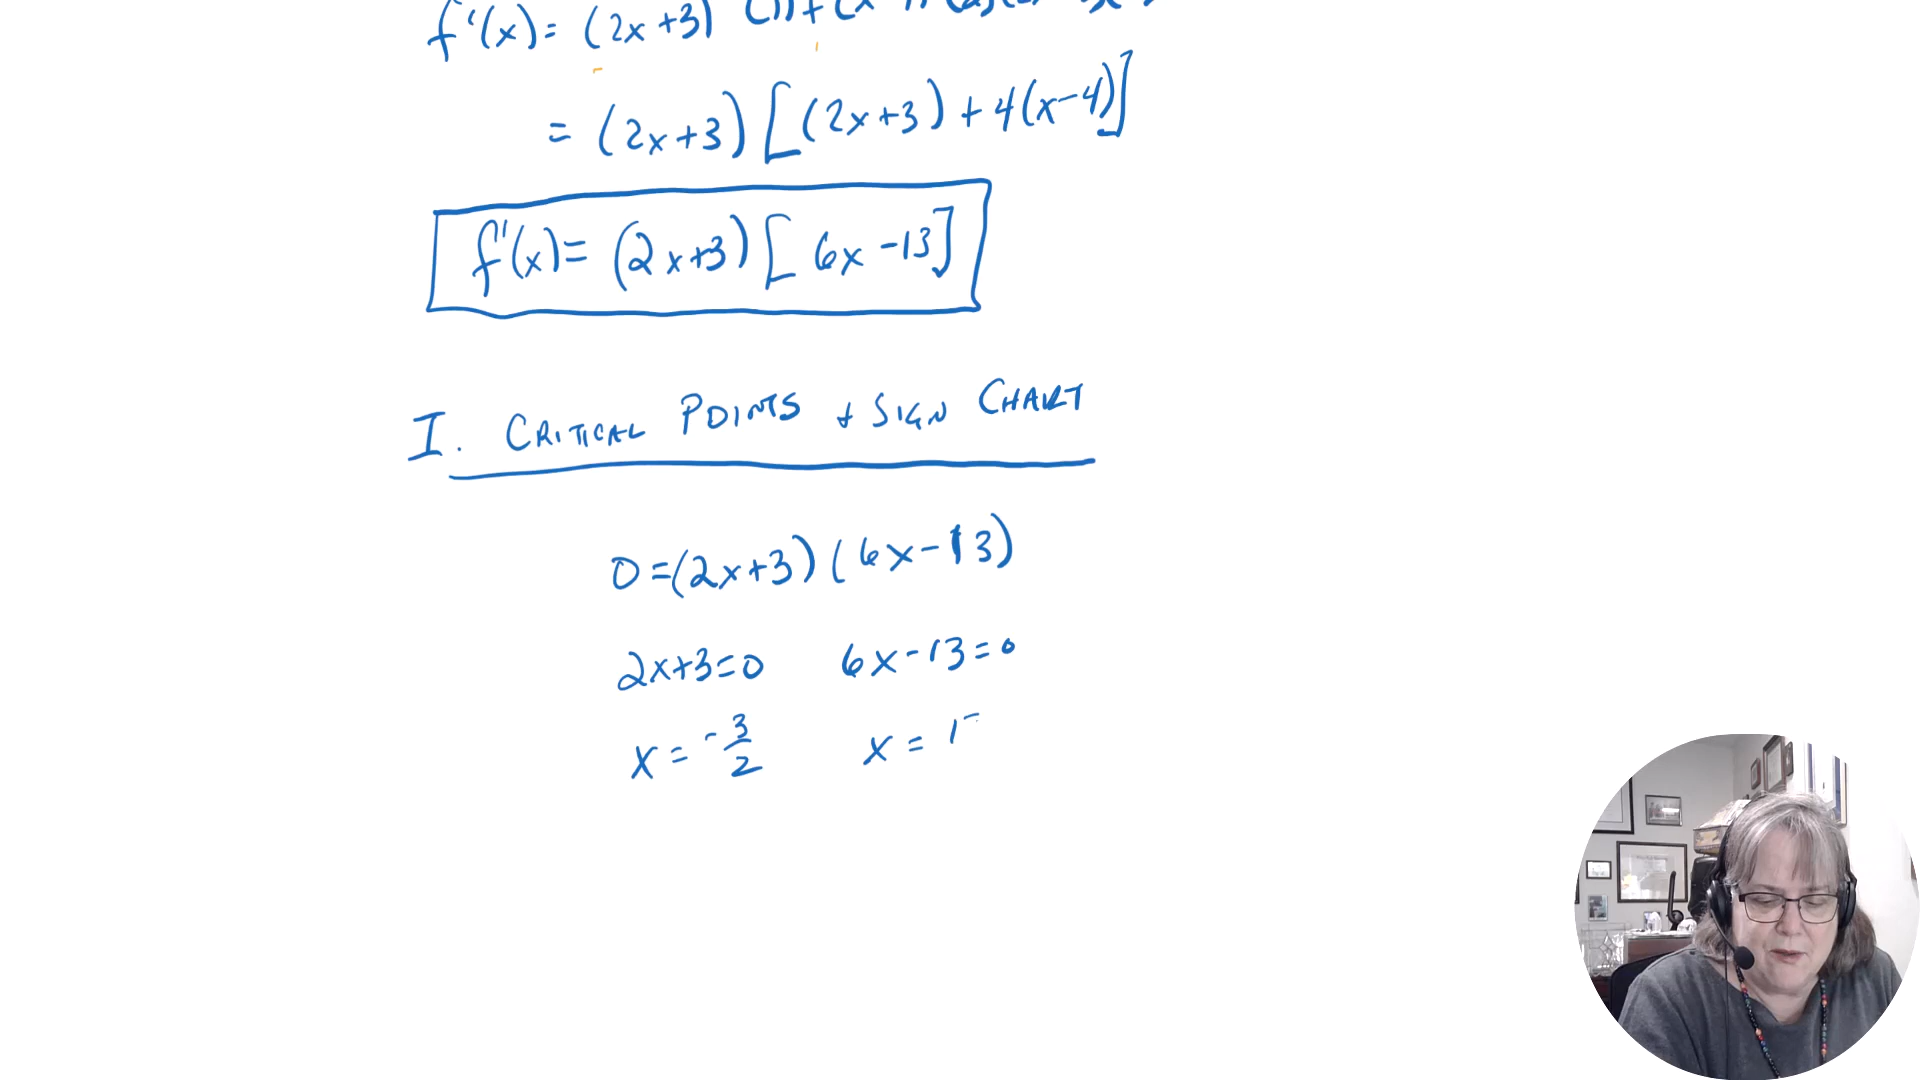 f'(x) = (2x+3)
= (2x+3) [(2x+3) + 4(x-4)]
f'(x) = (2x+3) [6x-13]
I. CRITICAL POINTS + SIGN CHART
0 = (2x+3) (6x-13)
2x+3=0 6x-13=0
x = -3/2 x = 1